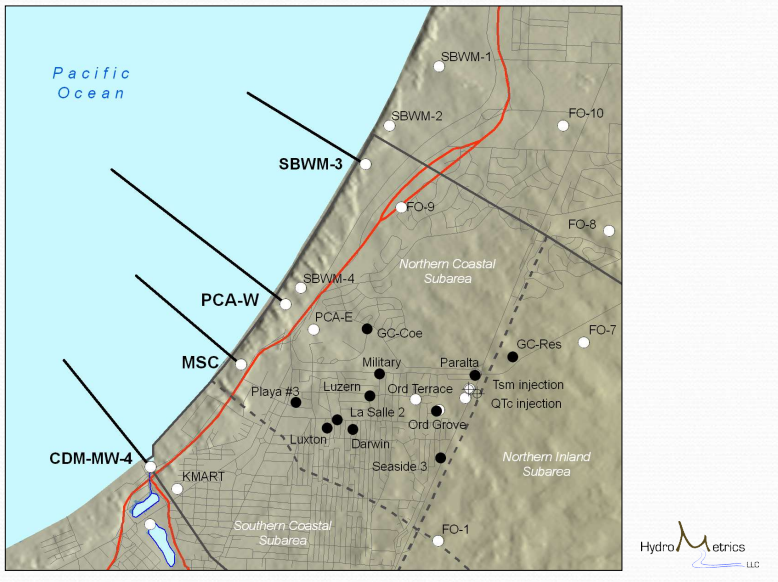 Pacific
Ocean
SBWM-1
SBWM-2
FO-10
SBWM-3
FO-9
FO-8
Northern Coastal
Subarea
SBWM-4
PCA-W
PCA-E
GC-Coe
FO-7
GC-Res
MSC
Military
Paralta
Playa #3
Luzern
Ord Terrace
Tsm injection
QTc injection
La Salle 2
Ord Grove
Luxton
Darwin
CDM-MW-4
Seaside 3
Northern Inland
Subarea
KMART
Southern Coastal
Subarea
FO-1
HydroMetrics
LLC